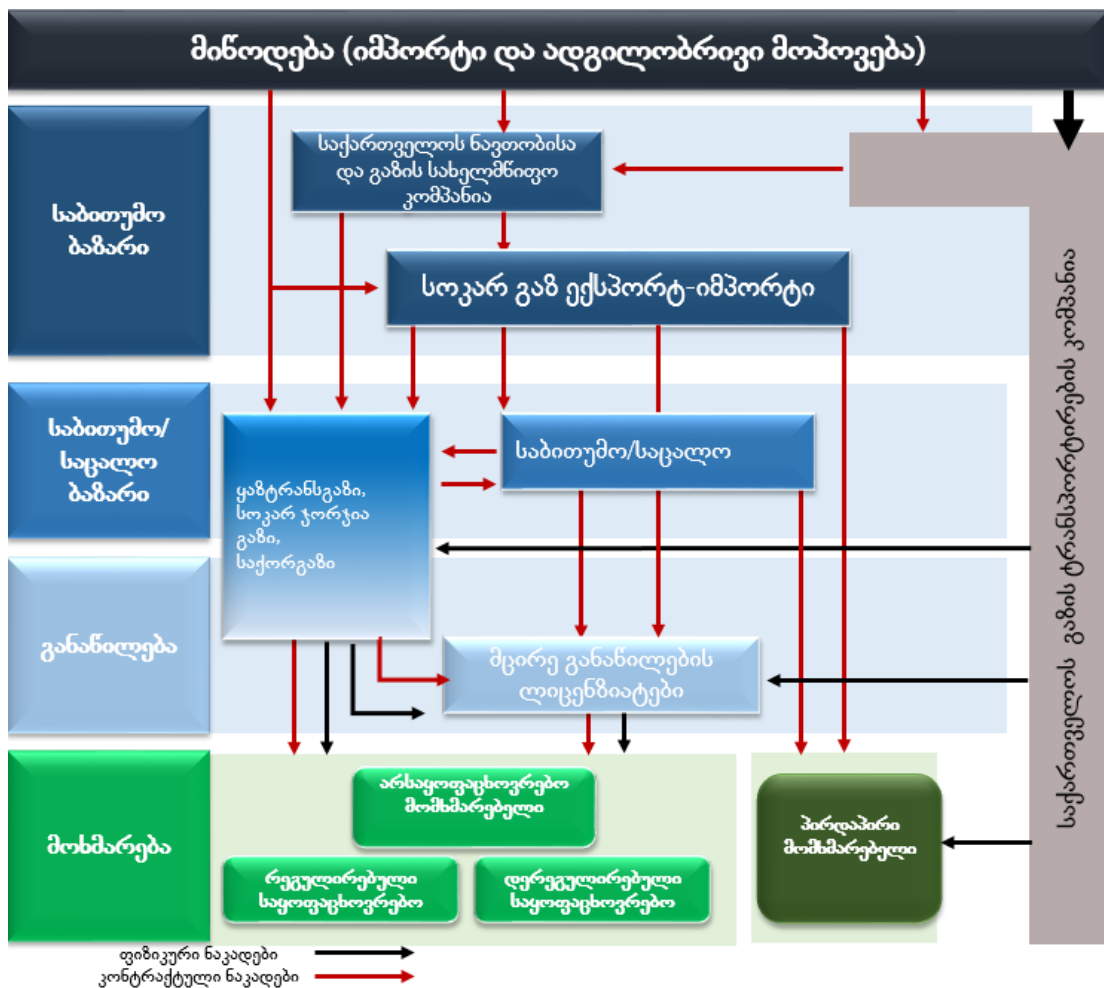 მიწოდება (იმპორტი და ადგილობრივი მოპოვება)
საქართველოს ნავთობისა
და გაზის სახელმწიფო
კომპანია
საბითუმო
ბაზარი
სოკარ გაზ ექსპორტ-იმპორტი
საქართველოს გაზის ტრანსპორტირების კომპანია
საბითუმო/
საცალო
ბაზარი
საბითუმო/საცალო
ყაზტრანსგაზი,
სოკარ ჯორჯია
გაზი,
საქორგაზი
განაწილება
მცირე განაწილების
ლიცენზიატები
მოხმარება
არსაყოფაცხოვრებო
მომხმარებელი
რეგულირებული
საყოფაცხოვრებო
დერეგულირებული
საყოფაცხოვრებო
პირდაპირი
მომხმარებელი
ფიზიკური ნაკადები
კონტრაქტული ნაკადები